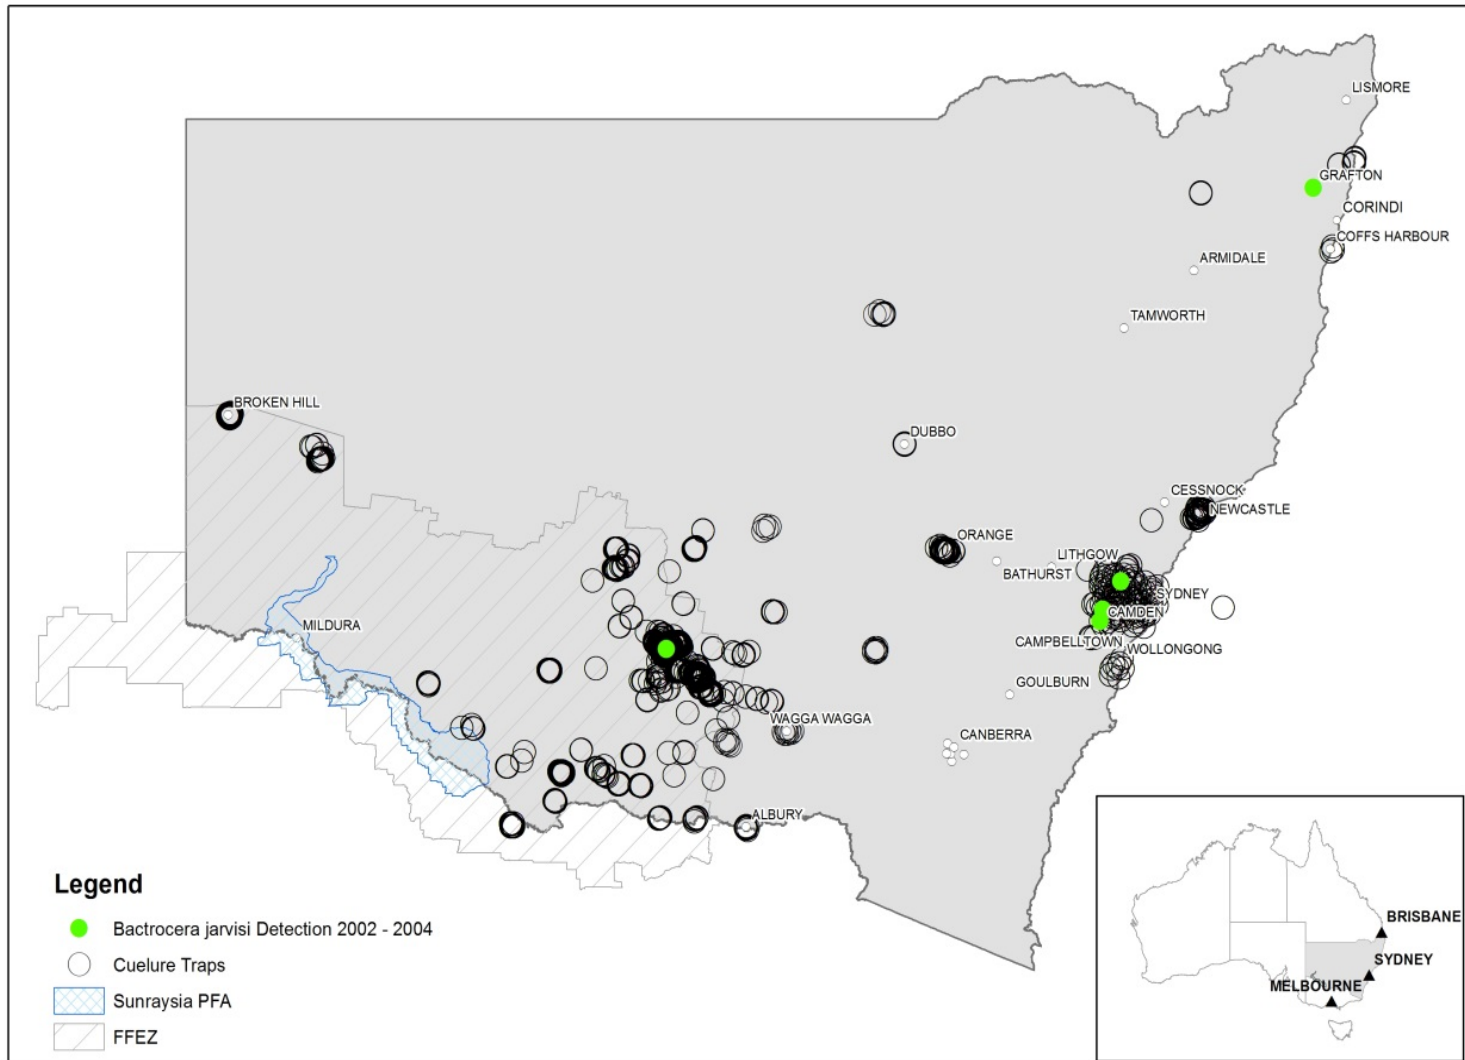 LISMORE
GRAFTON
CORINDI
COFFS HARBOUR
ARMIDALE
TAMWORTH
BROKEN HILL
DUBBO
CESSNOCK
NEWCASTLE
ORANGE
LITHGOW
BATHURST
SYDNEY
CAMDEN
MILDURA
CAMPBELLTOWN
WOLLONGONG
GOULBURN
WAGGA WAGGA
CANBERRA
ALBURY
Legend
Bactrocera jarvisi Detection 2002 - 2004
Cuelure Traps
Sunraysia PFA
FFEZ
BRISBANE
SYDNEY
MELBOURNE